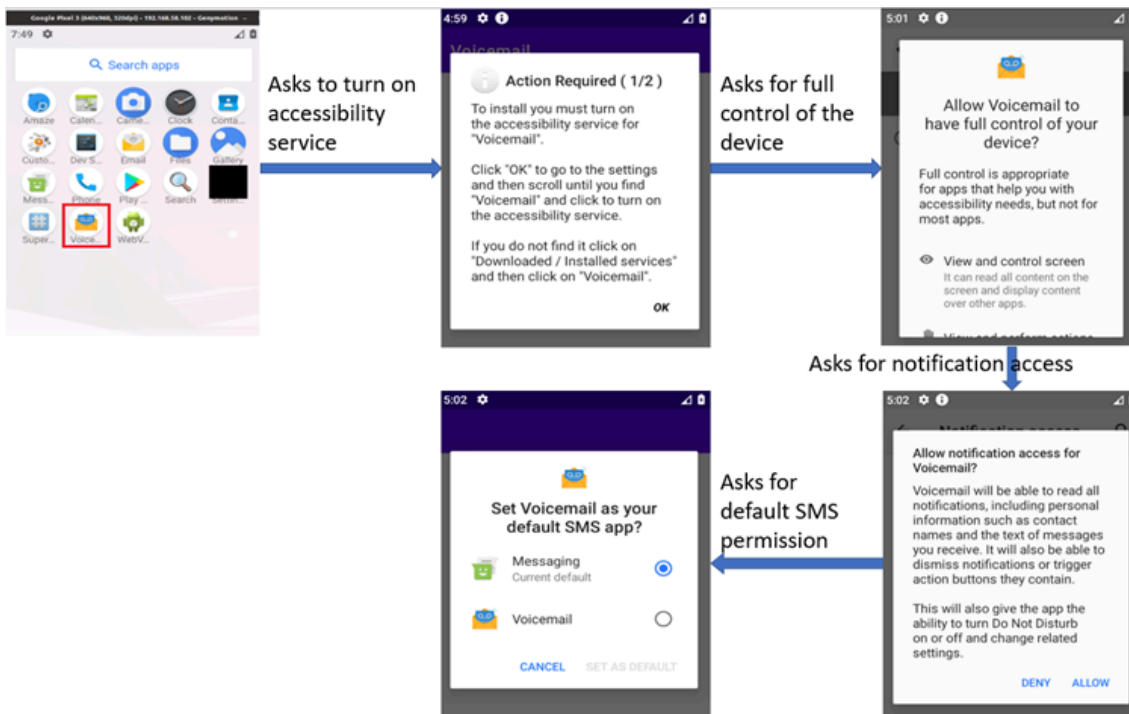 Google Pixel 3 (640x960, 320dpi) - 192.168.58.102 - Genymotion
7:49
Search apps
Amaze Calen... Came... Clock Conta...
Custo... Dev S... Email Files Gallery
Mess... Phone Play ... Search
Super... Voice... WebV...
Asks to turn on
accessibility
service
4:59
Voicemail
Action Required ( 1/2 )
To install you must turn on
the accessibility service for
"Voicemail".
Click "OK" to go to the settings
and then scroll until you find
"Voicemail" and click to turn on
the accessibility service.
If you do not find it click on
"Downloaded / Installed services"
and then click on "Voicemail".
OK
Asks for full
control of the
device
5:01
Allow Voicemail to
have full control of your
device?
Full control is appropriate
for apps that help you with
accessibility needs, but not for
most apps.
View and control screen
It can read all content on the
screen and display content
over other apps.
View and perform actions
Asks for notification access
5:02
Notification access
Allow notification access for
Voicemail?
Voicemail will be able to read all
notifications, including personal
information such as contact
names and the text of messages
you receive. It will also be able to
dismiss notifications or trigger
action buttons they contain.
This will also give the app the
ability to turn Do Not Disturb
on or off and change related
settings.
DENY ALLOW
Asks for
default SMS
permission
5:02
Set Voicemail as your
default SMS app?
Messaging
Current default
Voicemail
CANCEL SET AS DEFAULT